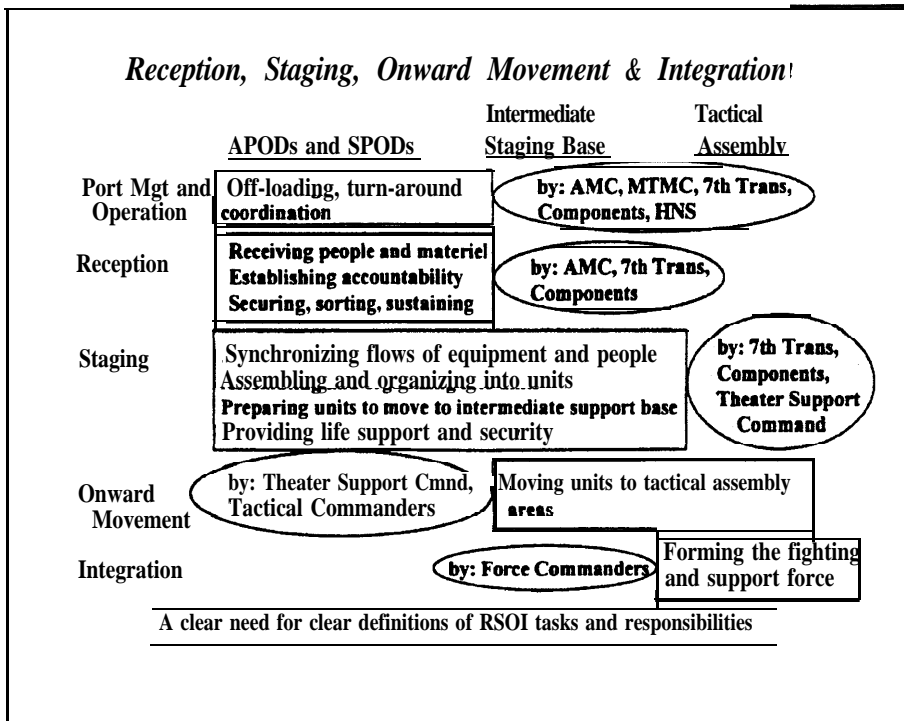 Reception, Staging, Onward Movement & Integration!
Intermediate Tactical
APODs and SPODs Staging Base Assembly
Port Mgt and Operation
Off-loading, turn-around
coordination
by: AMC, MTMC, 7th Trans,
Components, HNS
Reception
Receiving people and materiel
Establishing accountability
Securing, sorting, sustaining
by: AMC, 7th Trans,
Components
Staging
Synchronizing flows of equipment and people
Assembling and organizing into units
Preparing units to move to intermediate support base
Providing life support and security
by: 7th Trans,
Components,
Theater Support
Command
Onward
Movement
by: Theater Support Cmnd,
Tactical Commanders
Moving units to tactical assembly
areas
Integration
by: Force Commanders
Forming the fighting
and support force
A clear need for clear definitions of RSOI tasks and responsibilities